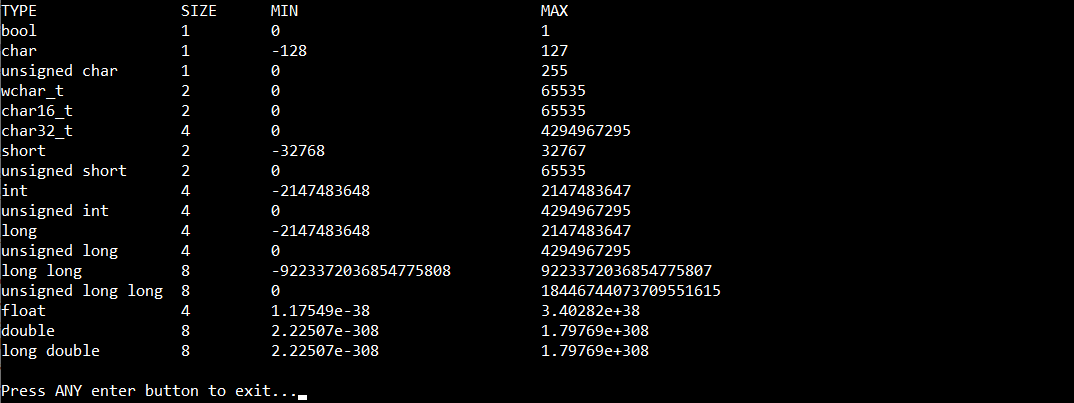 TYPE SIZE MIN MAX
bool 1 0 1
char 1 -128 127
unsigned char 1 0 255
wchar_t 2 0 65535
char16_t 2 0 65535
char32_t 4 0 4294967295
short 2 -32768 32767
unsigned short 2 0 65535
int 4 -2147483648 2147483647
unsigned int 4 0 4294967295
long 4 -2147483648 2147483647
unsigned long 4 0 4294967295
long long 8 -9223372036854775808 9223372036854775807
unsigned long long 8 0 18446744073709551615
float 4 1.17549e-38 3.40282e+38
double 8 2.22507e-308 1.79769e+308
long double 8 2.22507e-308 1.79769e+308
Press ANY enter button to exit...